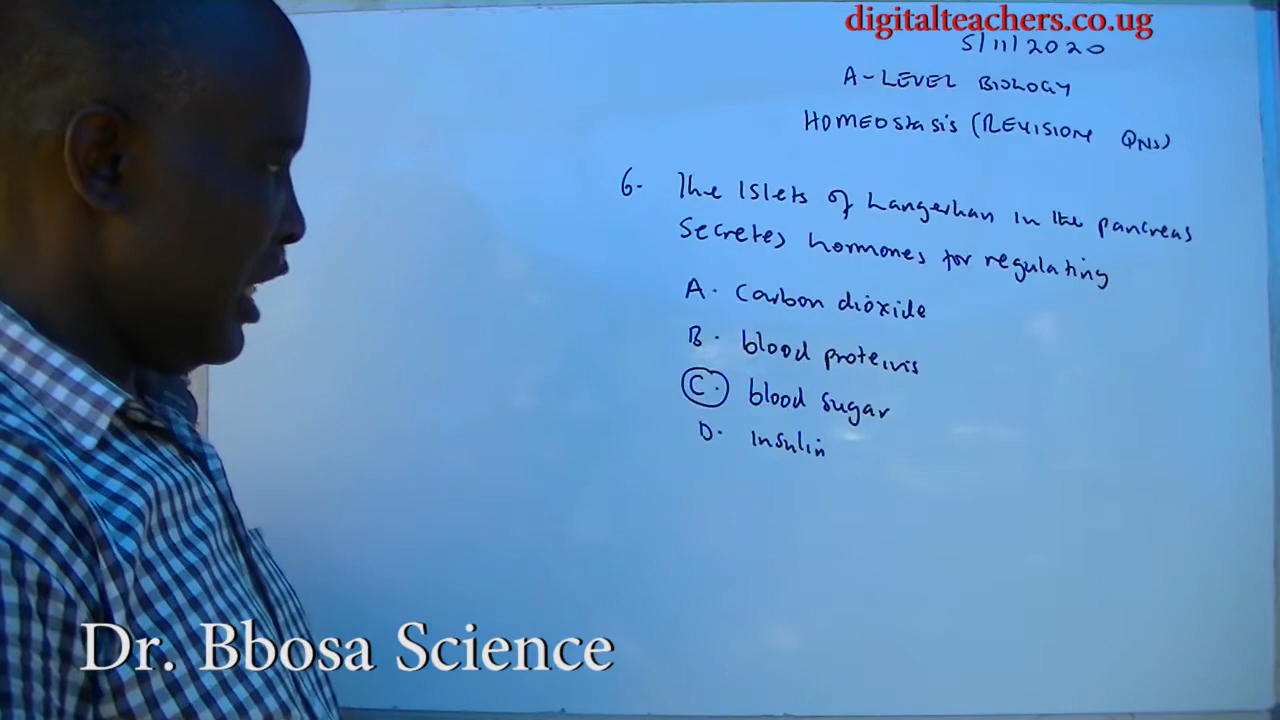 digitalteachers.co.ug
5/11/2020
A-LEVEL BIOLOGY
HOMEOSTASIS (REVISION QNS)
6. The Islets of Langerhan in the pancreas
Secretes hormones for regulating
A. Carbon dioxide
B. blood proteins
C. blood sugar
D. Insulin
Dr. Bbosa Science